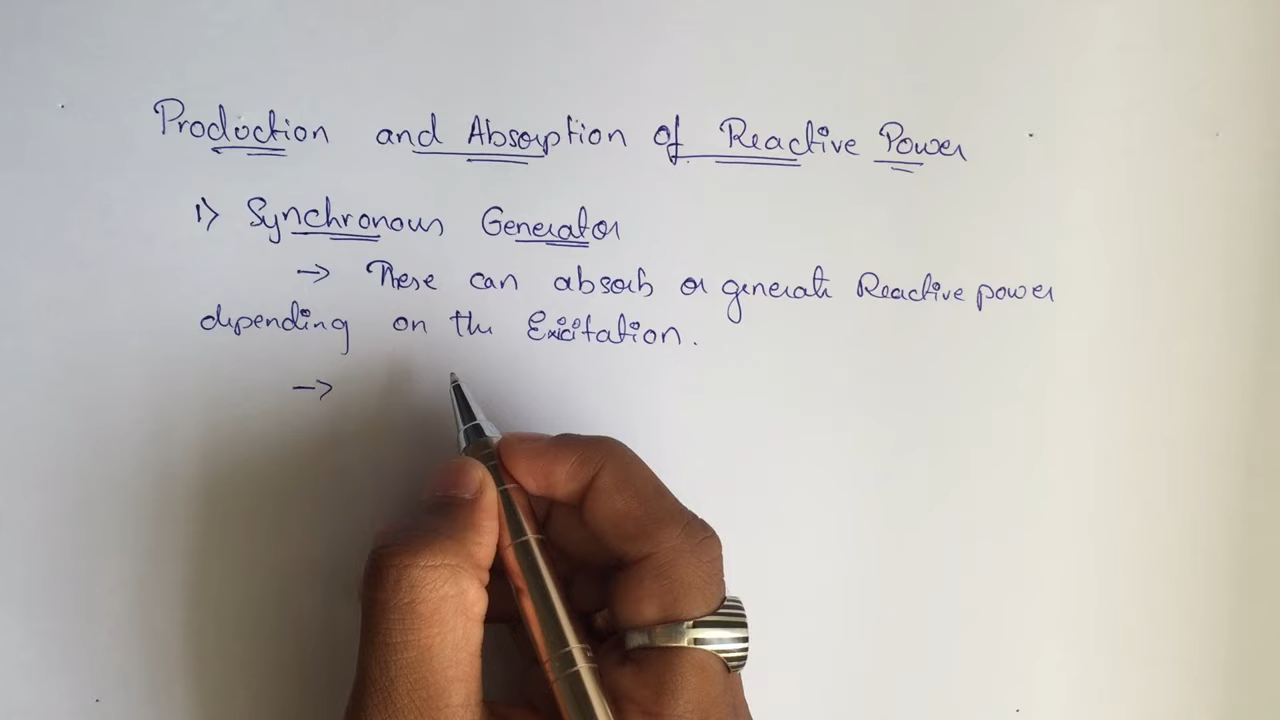 Production and Absorption of Reactive Power
1> Synchronous Generator
→ These can absorb or generate Reactive power
depending on the Exicitation.
→